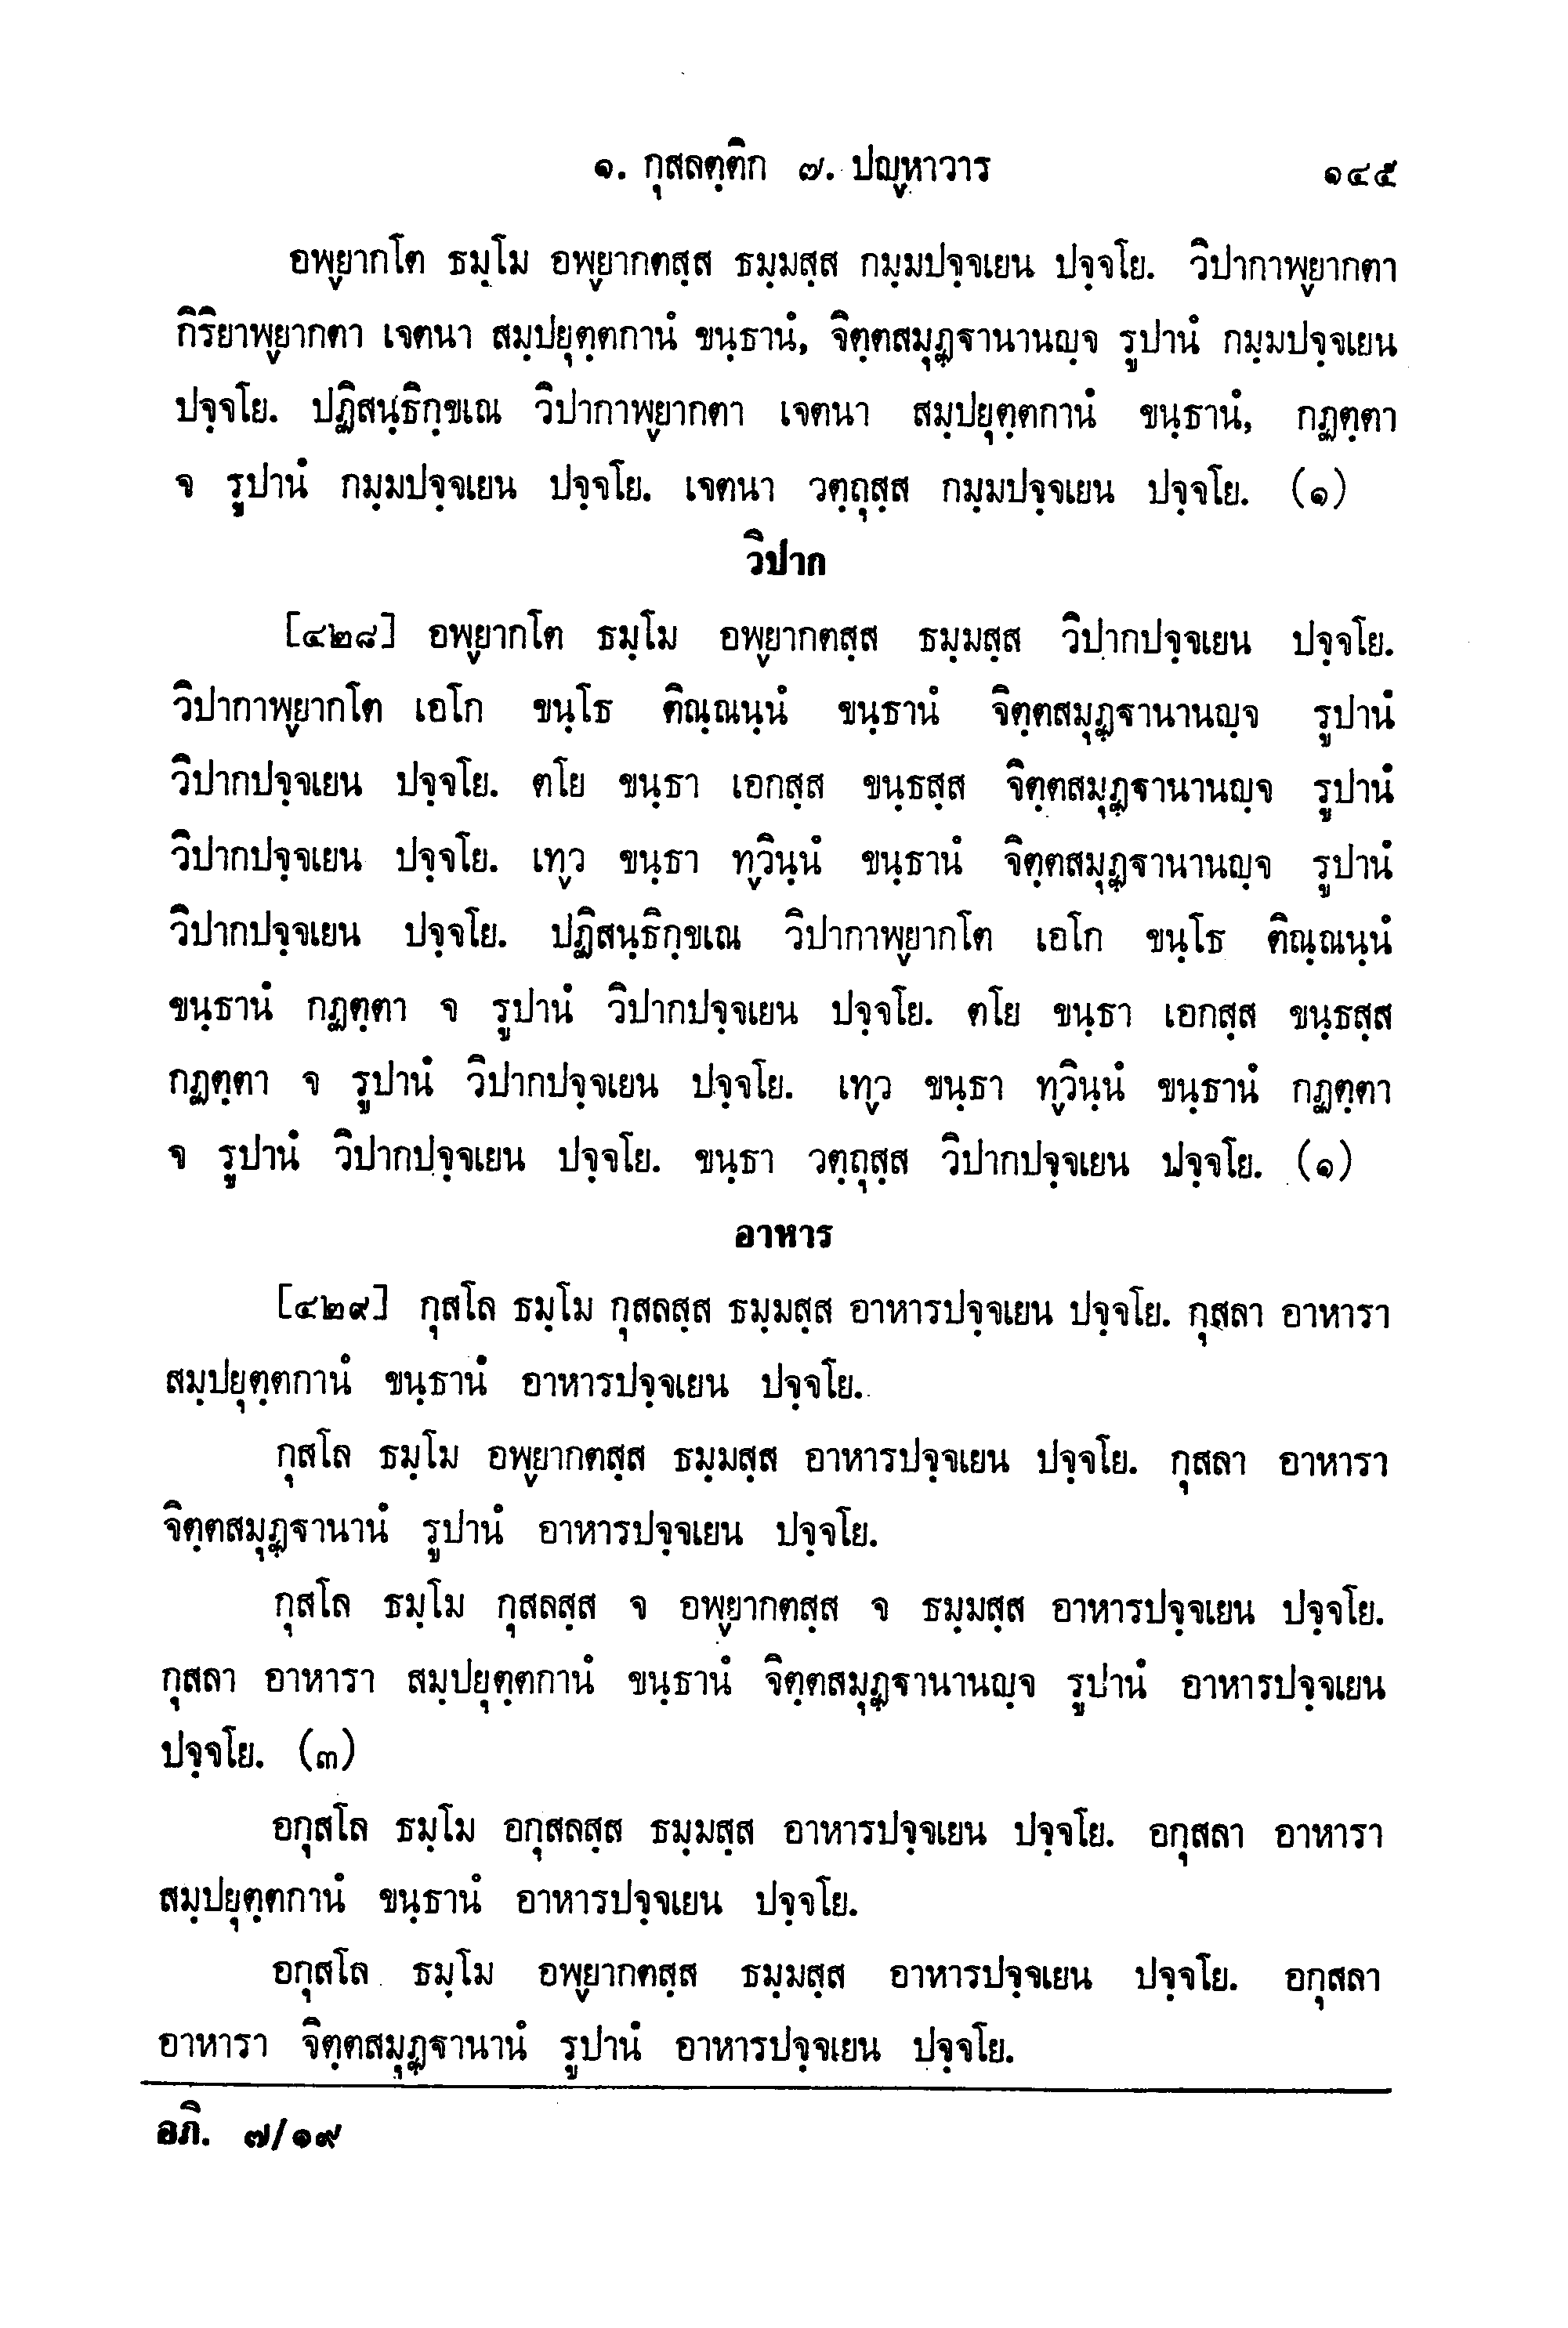 ๑. กุสลตฺติก ๗. ปญฺหาวาร ๑๔๕
อพฺยากโต ธมฺโม อพฺยากตสฺส ธมฺมสฺส กมฺมปจฺจเยน ปจฺจโย. วิปากาพฺยากตา
กิริยาพฺยากตา เจตนา สมฺปยุตฺตกานํ ขนฺธานํ, จิตฺตสมุฏฺฐานานญฺจ รูปานํ กมฺมปจฺจเยน
ปจฺจโย. ปฏิสนฺธิกฺขเณ วิปากาพฺยากตา เจตนา สมฺปยุตฺตกานํ ขนฺธานํ, กฏตฺตา
จ รูปานํ กมฺมปจฺจเยน ปจฺจโย. เจตนา วตฺถุสฺส กมฺมปจฺจเยน ปจฺจโย. (๑)
วิปาก
[๔๒๘] อพฺยากโต ธมฺโม อพฺยากตสฺส ธมฺมสฺส วิปากปจฺจเยน ปจฺจโย.
วิปากาพฺยากโต เอโก ขนฺโธ ติณฺณนฺนํ ขนฺธานํ จิตฺตสมุฏฺฐานานญฺจ รูปานํ
วิปากปจฺจเยน ปจฺจโย. ตโย ขนฺธา เอกสฺส ขนฺธสฺส จิตฺตสมุฏฺฐานานญฺจ รูปานํ
วิปากปจฺจเยน ปจฺจโย. เทฺว ขนฺธา ทฺวินฺนํ ขนฺธานํ จิตฺตสมุฏฺฐานานญฺจ รูปานํ
วิปากปจฺจเยน ปจฺจโย. ปฏิสนฺธิกฺขเณ วิปากาพฺยากโต เอโก ขนฺโธ ติณฺณนฺนํ
ขนฺธานํ กฏตฺตา จ รูปานํ วิปากปจฺจเยน ปจฺจโย. ตโย ขนฺธา เอกสฺส ขนฺธสฺส
กฏตฺตา จ รูปานํ วิปากปจฺจเยน ปจฺจโย. เทฺว ขนฺธา ทฺวินฺนํ ขนฺธานํ กฏตฺตา
จ รูปานํ วิปากปจฺจเยน ปจฺจโย. ขนฺธา วตฺถุสฺส วิปากปจฺจเยน ปจฺจโย. (๑)
อาหาร
[๔๒๙] กุสโล ธมฺโม กุสลสฺส ธมฺมสฺส อาหารปจฺจเยน ปจฺจโย. กุสลา อาหารา
สมฺปยุตฺตกานํ ขนฺธานํ อาหารปจฺจเยน ปจฺจโย.
กุสโล ธมฺโม อพฺยากตสฺส ธมฺมสฺส อาหารปจฺจเยน ปจฺจโย. กุสลา อาหารา
จิตฺตสมุฏฺฐานานํ รูปานํ อาหารปจฺจเยน ปจฺจโย.
กุสโล ธมฺโม กุสลสฺส จ อพฺยากตสฺส จ ธมฺมสฺส อาหารปจฺจเยน ปจฺจโย.
กุสลา อาหารา สมฺปยุตฺตกานํ ขนฺธานํ จิตฺตสมุฏฺฐานานญฺจ รูปานํ อาหารปจฺจเยน
ปจฺจโย. (๓)
อกุสโล ธมฺโม อกุสลสฺส ธมฺมสฺส อาหารปจฺจเยน ปจฺจโย. อกุสลา อาหารา
สมฺปยุตฺตกานํ ขนฺธานํ อาหารปจฺจเยน ปจฺจโย.
อกุสโล ธมฺโม อพฺยากตสฺส ธมฺมสฺส อาหารปจฺจเยน ปจฺจโย. อกุสลา
อาหารา จิตฺตสมุฏฺฐานานํ รูปานํ อาหารปจฺจเยน ปจฺจโย.
อภิ. ๗/๑๙